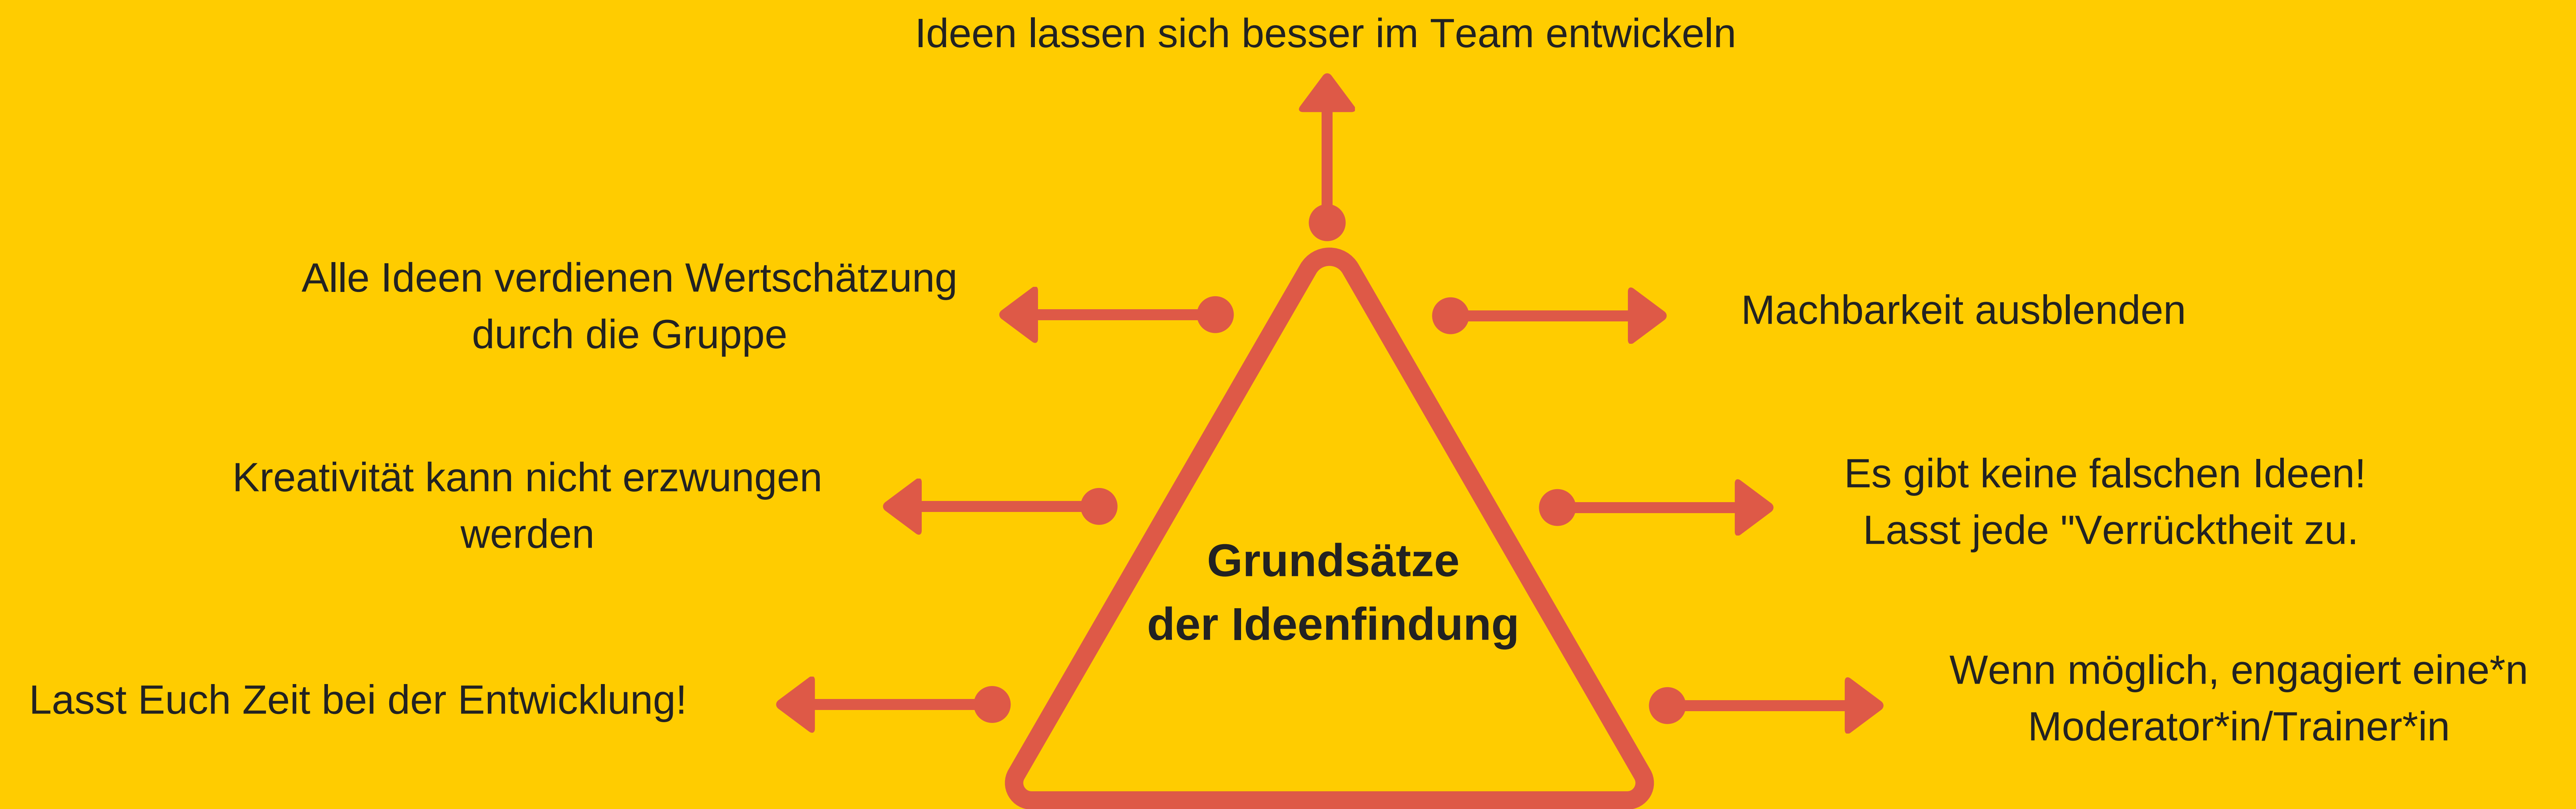 Ideen lassen sich besser im Team entwickeln
Alle Ideen verdienen Wertschätzung
durch die Gruppe
Machbarkeit ausblenden
Kreativität kann nicht erzwungen
werden
Es gibt keine falschen Ideen!
Lasst jede "Verrücktheit zu.
Grundsätze
der Ideenfindung
Lasst Euch Zeit bei der Entwicklung!
Wenn möglich, engagiert eine*n
Moderator*in/Trainer*in